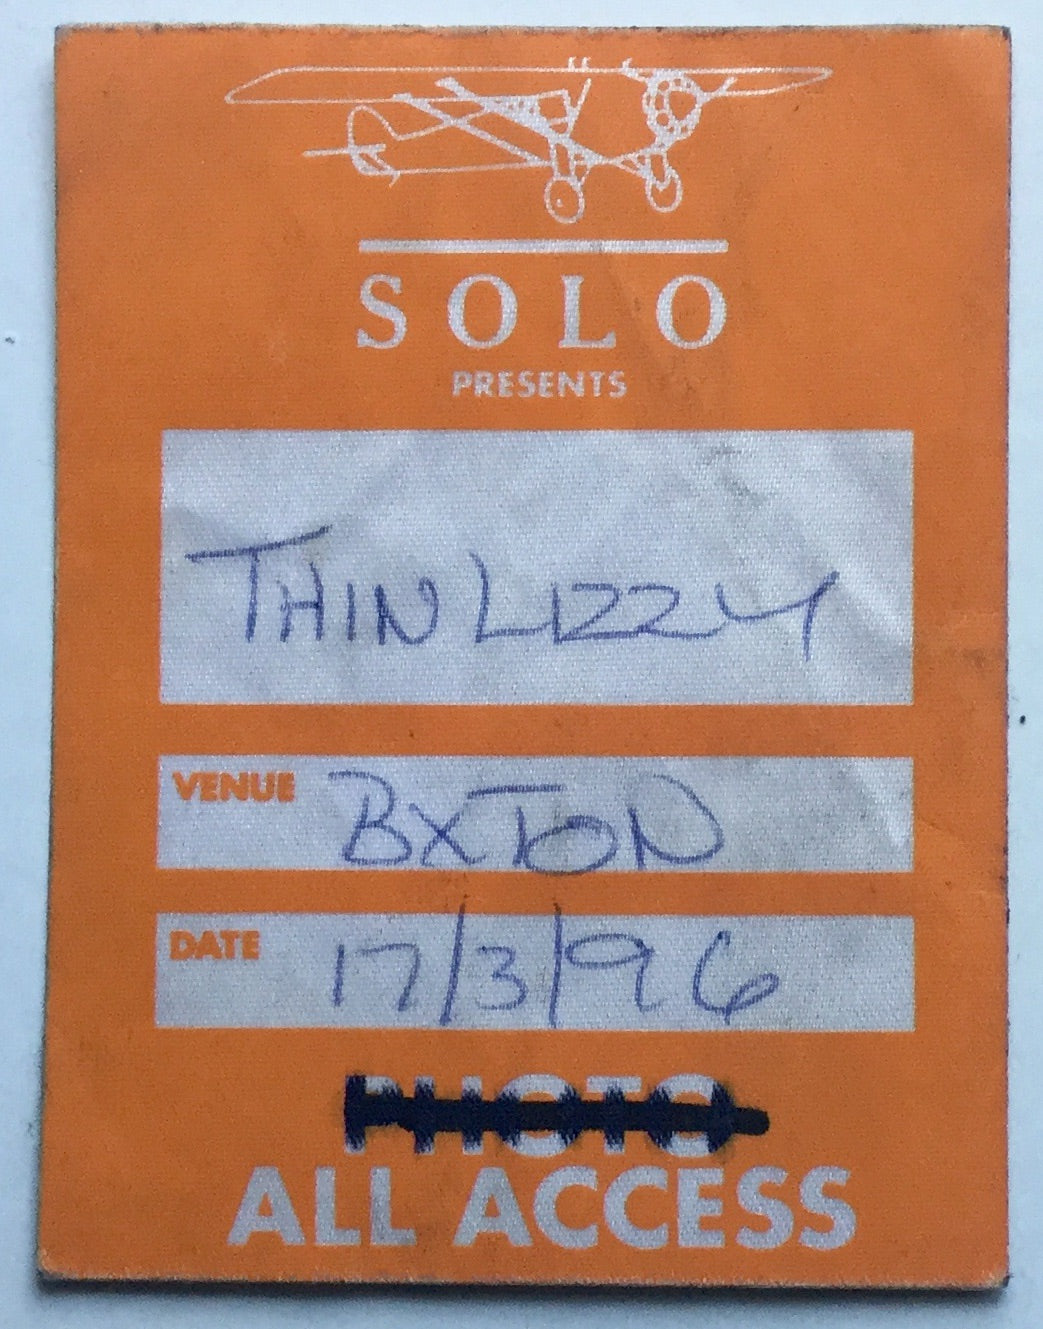 SOLO
PRESENTS
THIN LIZZY
VENUE BXTON
DATE 17/3/96
PHOTO
ALL ACCESS